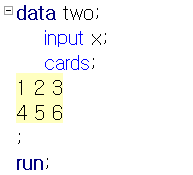 data two;
input x;
cards;
1 2 3
4 5 6
;
run;